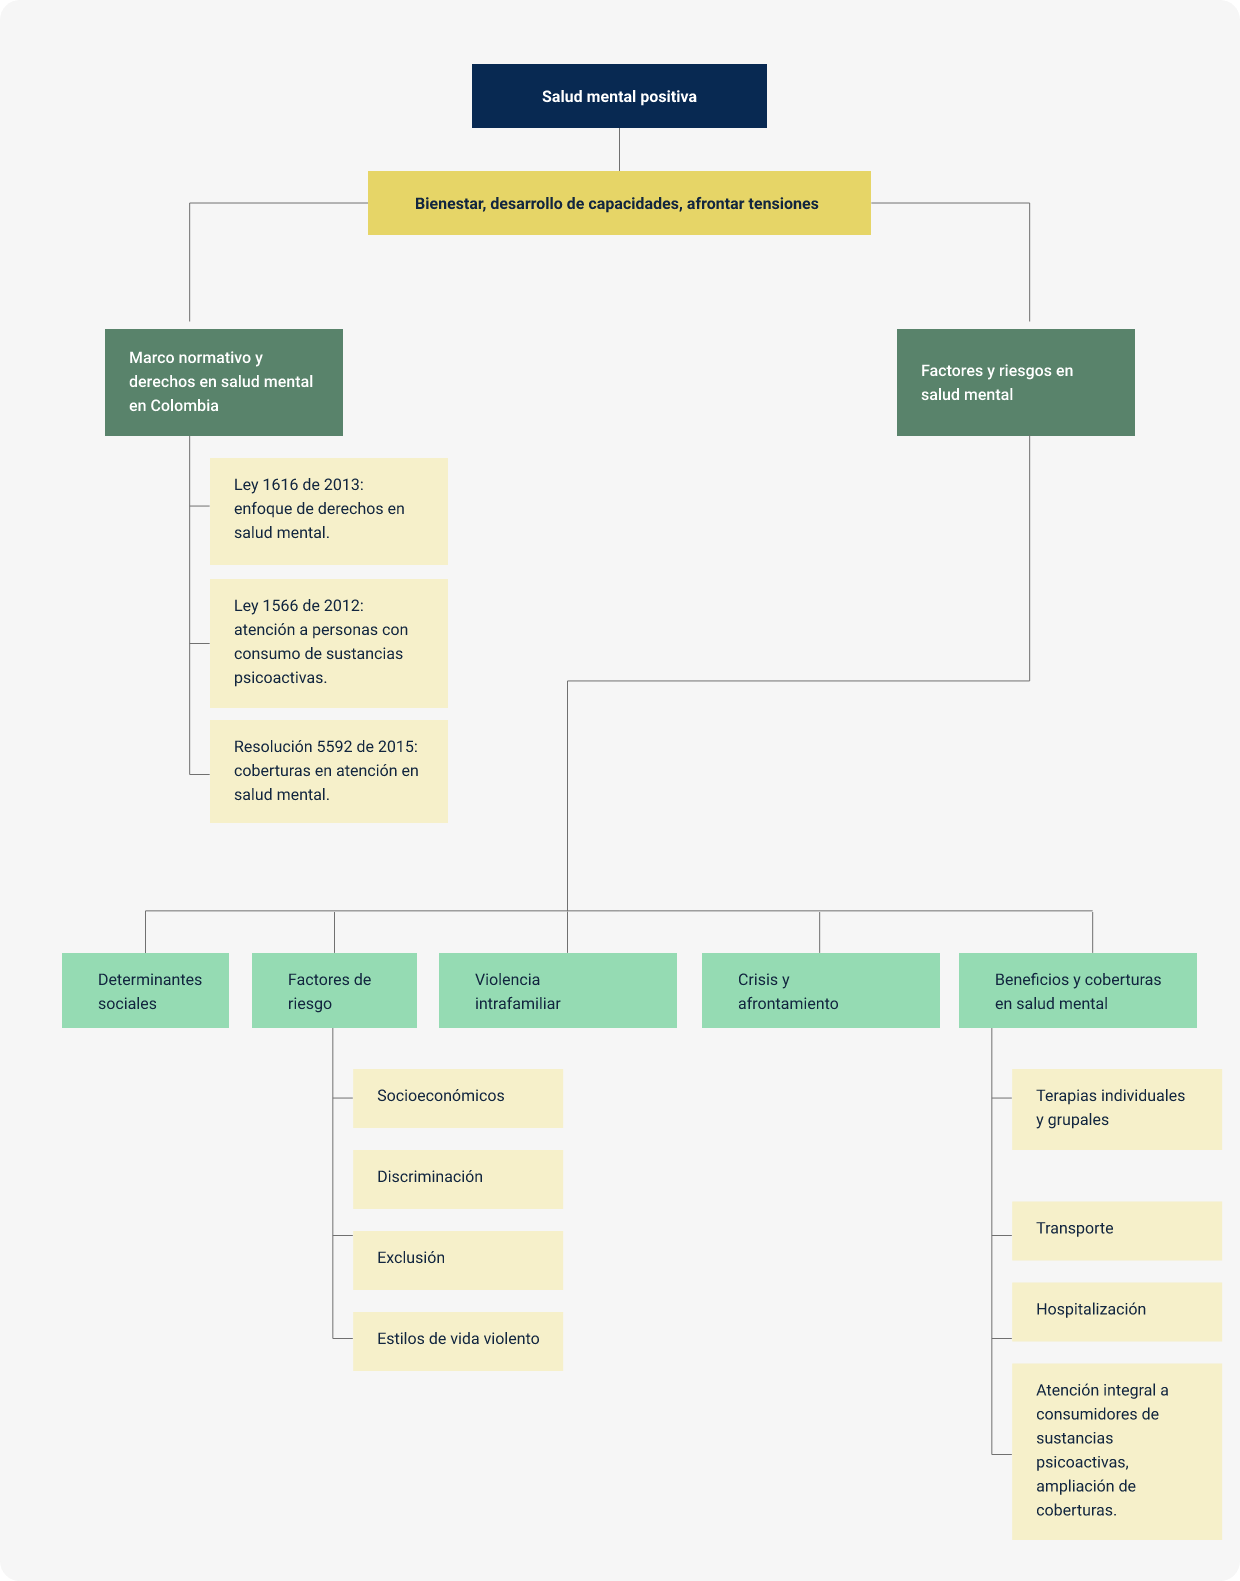 Salud mental positiva
Bienestar, desarrollo de capacidades, afrontar tensiones
Marco normativo y
derechos en salud mental
en Colombia
Factores y riesgos en
salud mental
Ley 1616 de 2013:
enfoque de derechos en
salud mental.
Ley 1566 de 2012:
atención a personas con
consumo de sustancias
psicoactivas.
Resolución 5592 de 2015:
coberturas en atención en
salud mental.
Determinantes
sociales
Factores de
riesgo
Violencia
intrafamiliar
Crisis y
afrontamiento
Beneficios y coberturas
en salud mental
Socioeconómicos
Discriminación
Exclusión
Estilos de vida violento
Terapias individuales
y grupales
Transporte
Hospitalización
Atención integral a
consumidores de
sustancias
psicoactivas,
ampliación de
coberturas.